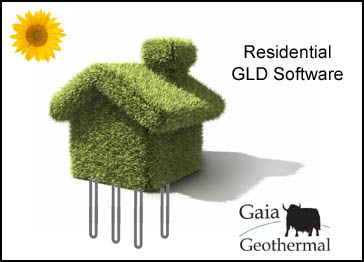 Residential
GLD Software
Gaia
Geothermal